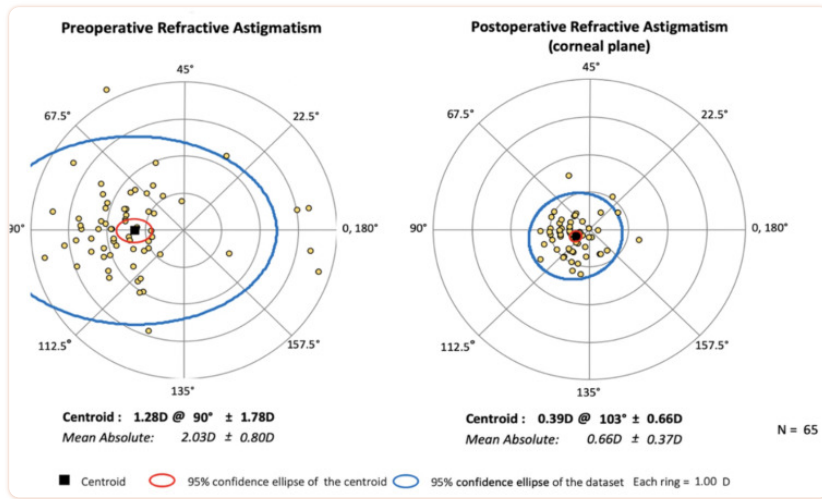 Preoperative Refractive Astigmatism
45°
67.5°
22.5°
90°
0, 180°
112.5°
157.5°
135°
Centroid : 1.28D @ 90° ± 1.78D
Mean Absolute: 2.03D ± 0.80D
Postoperative Refractive Astigmatism
(corneal plane)
45°
67.5°
22.5°
90°
0, 180°
112.5°
157.5°
135°
Centroid : 0.39D @ 103° ± 0.66D
Mean Absolute: 0.66D ± 0.37D
N = 65
Centroid 95% confidence ellipse of the centroid 95% confidence ellipse of the dataset Each ring = 1.00 D